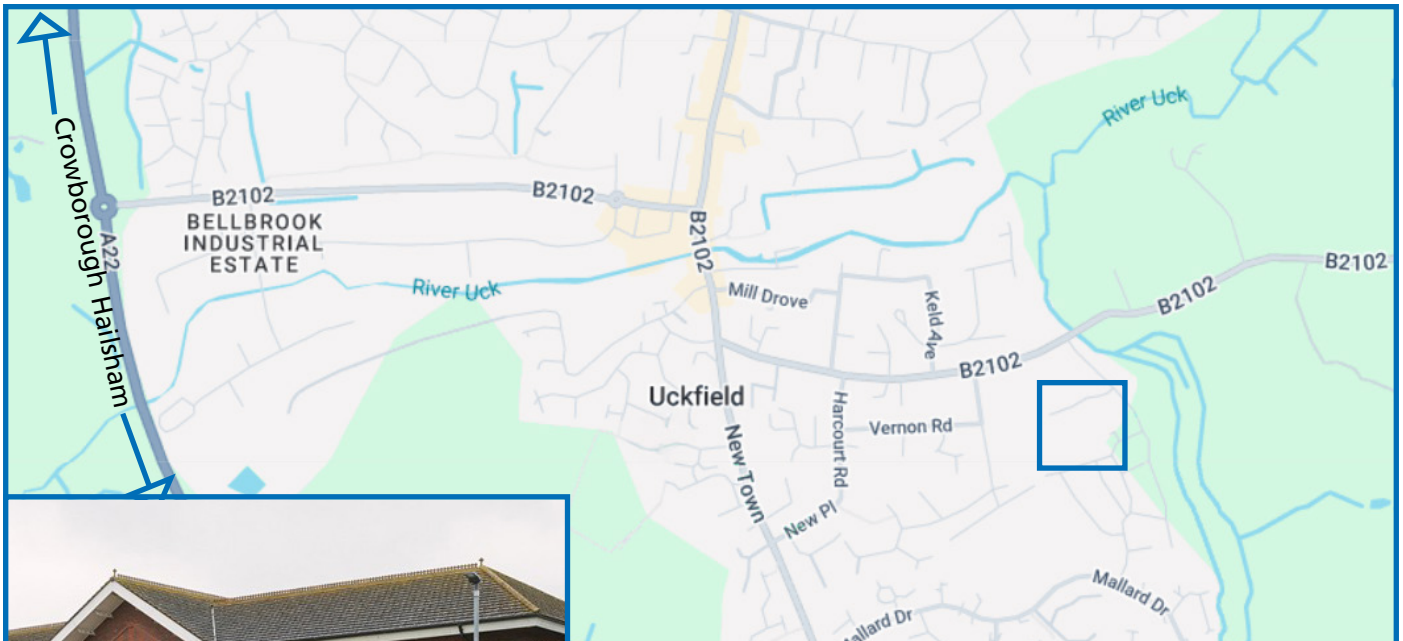 River Uck
Crowborough Hailsham
B2102
B2102
BELLBROOK
INDUSTRIAL
ESTATE
B2102
A22
B2102
B2102
River Uck
Mill Drove
Keld Ave
B2102
Uckfield
Harcourt Rd
Vernon Rd
New Town
New Pl
Mallard Dr
Mallard Dr